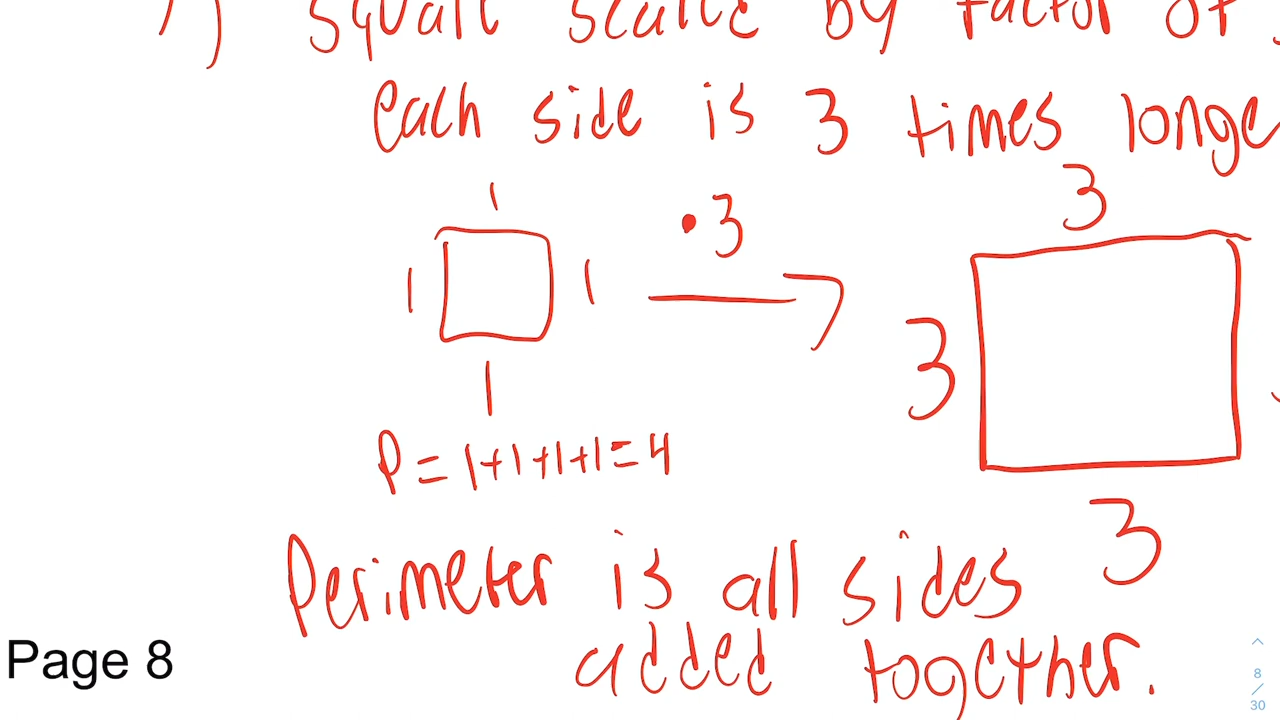 square scaled by factor of
each side is 3 times longe
1
·3
3
1
1
3
1
P = 1+1+1+1=4
3
Perimeter is all sides
added together.
Page 8
8
/
30